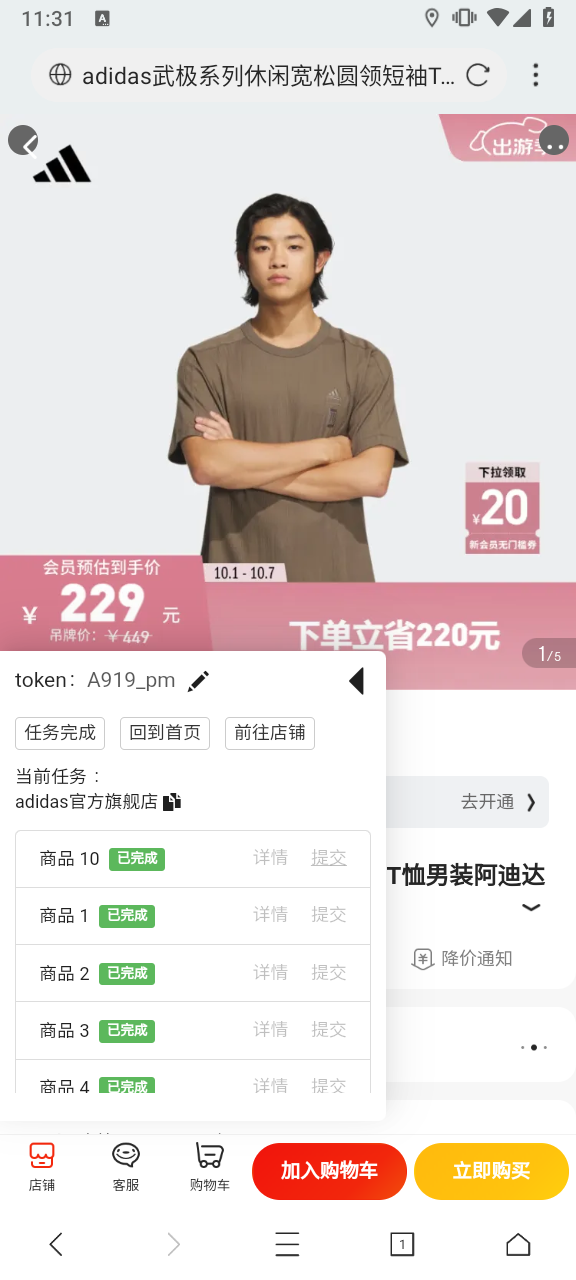 11:31
A
adidas武极系列休闲宽松圆领短袖T...
出游季
下拉领取
¥20
新会员无门槛券
会员预估到手价
10.1 - 10.7
¥ 229 元
吊牌价：¥449
下单立省220元
1/5
token： A919_pm
任务完成 回到首页 前往店铺
当前任务：
adidas官方旗舰店
去开通
商品 10 已完成 详情 提交
T恤男装阿迪达
商品 1 已完成 详情 提交
降价通知
商品 2 已完成 详情 提交
商品 3 已完成 详情 提交
商品 4 已完成 详情 提交
店铺 客服 购物车 加入购物车 立即购买
1